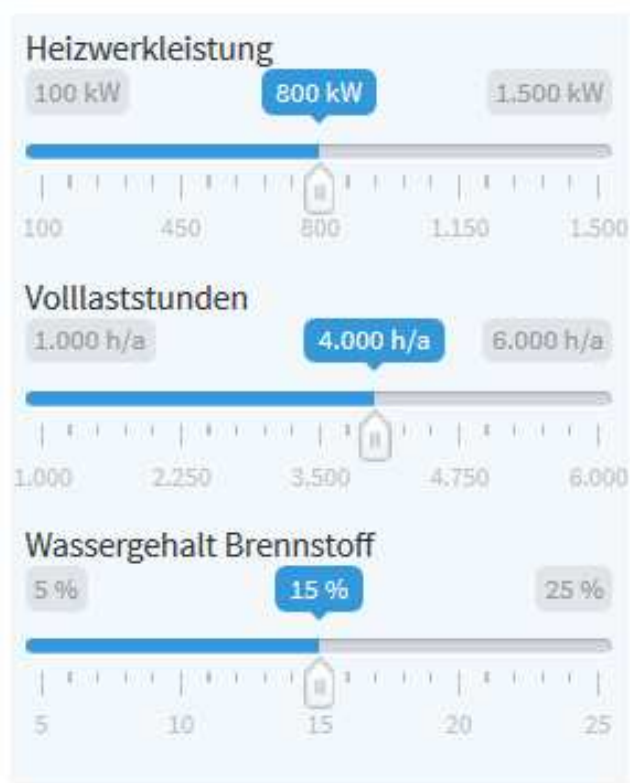 Heizwerkleistung
100 kW 800 kW 1.500 kW
100 450 800 1.150 1.500
Volllaststunden
1.000 h/a 4.000 h/a 6.000 h/a
1.000 2.250 3.500 4.750 6.000
Wassergehalt Brennstoff
5 % 15 % 25 %
5 10 15 20 25